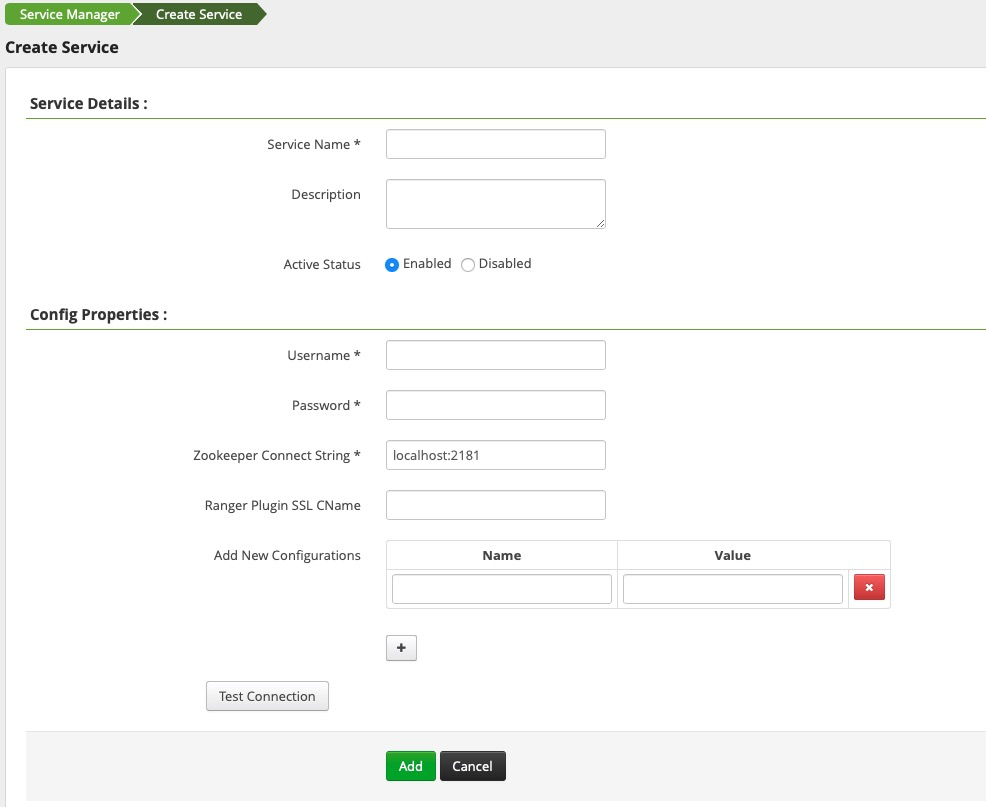 Service Manager Create Service
Create Service
Service Details :
Service Name *
Description
Active Status Enabled Disabled
Config Properties :
Username *
Password *
Zookeeper Connect String * localhost:2181
Ranger Plugin SSL CName
Add New Configurations Name Value
Test Connection
Add Cancel